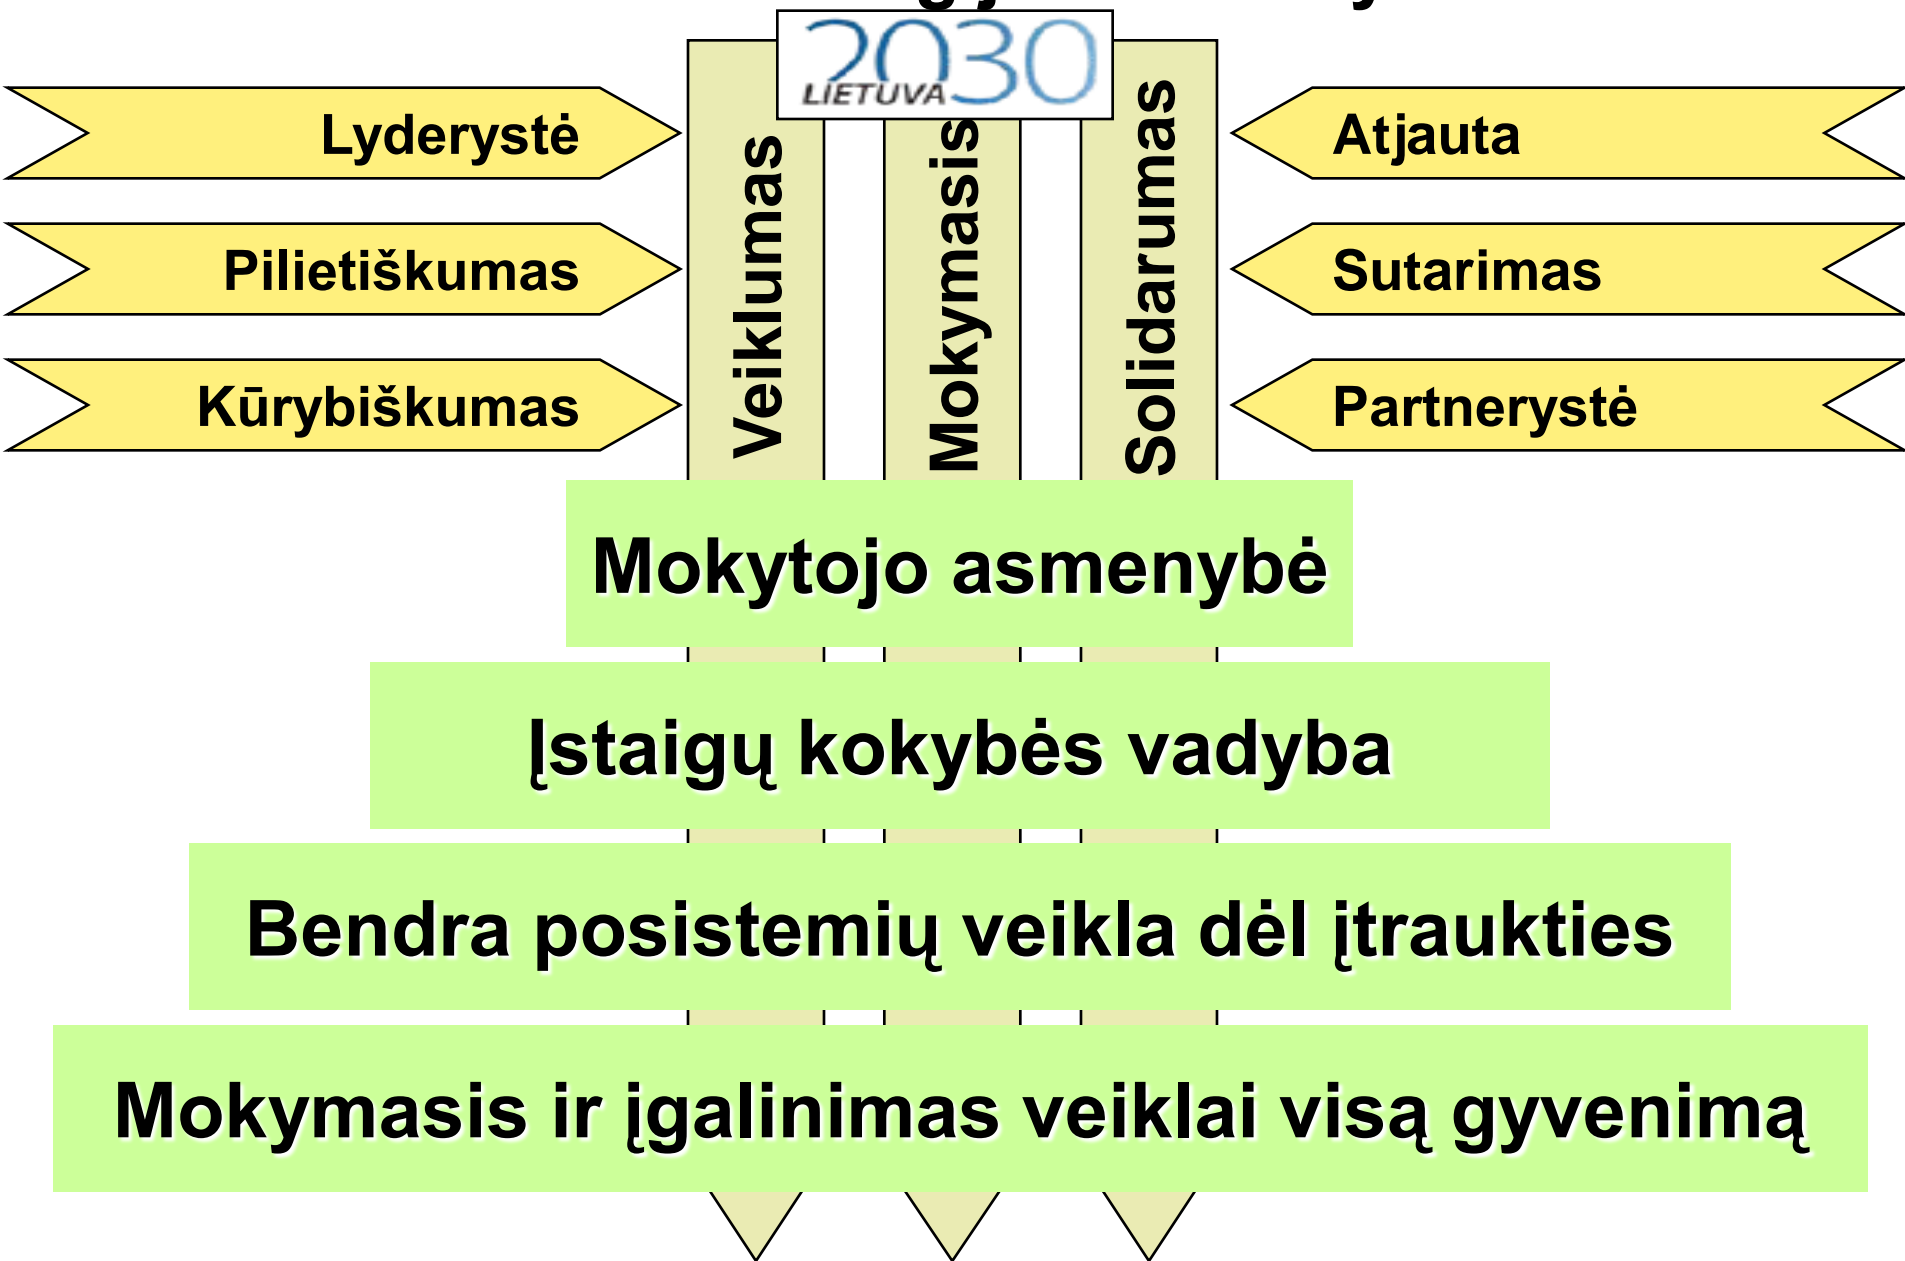 2030
LIETUVA
Lyderystė
Pilietiškumas
Kūrybiškumas
Veiklumas
Mokymasis
Solidarumas
Atjauta
Sutarimas
Partnerystė
Mokytojo asmenybė
Įstaigų kokybės vadyba
Bendra posistemių veikla dėl įtraukties
Mokymasis ir įgalinimas veiklai visą gyvenimą